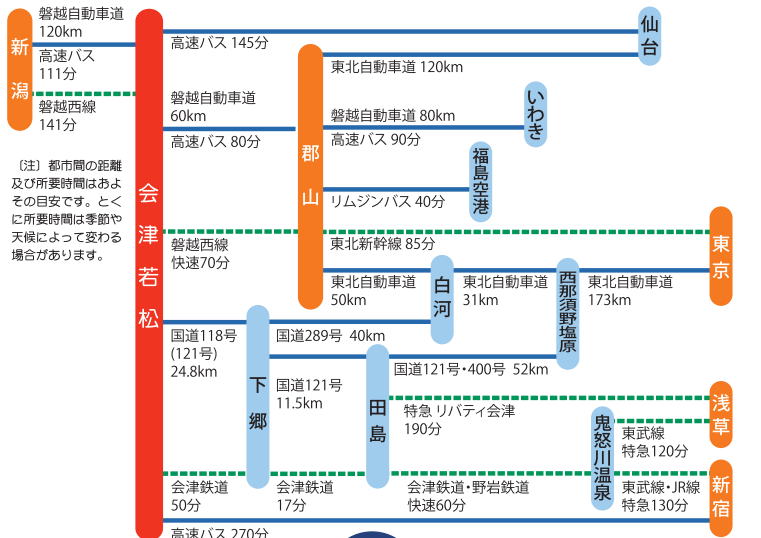 磐越自動車道
120km
高速バス
111分
新潟
磐越西線
141分
〔注〕都市間の距離
及び所要時間はおよ
その目安です。とく
に所要時間は季節や
天候によって変わる
場合があります。
会津若松
高速バス 145分
仙台
東北自動車道 120km
磐越自動車道
60km
高速バス 80分
郡山
磐越自動車道 80km
高速バス 90分
いわき
リムジンバス 40分
福島空港
磐越西線
快速70分
東北新幹線 85分
東京
東北自動車道
50km
白河
東北自動車道
31km
西那須野塩原
東北自動車道
173km
国道118号
(121号)
24.8km
下郷
国道289号 40km
国道121号
11.5km
田島
国道121号・400号 52km
特急 リバティ会津
190分
浅草
鬼怒川温泉
東武線
特急120分
会津鉄道
50分
会津鉄道
17分
会津鉄道・野岩鉄道
快速60分
東武線・JR線
特急130分
新宿
高速バス 270分